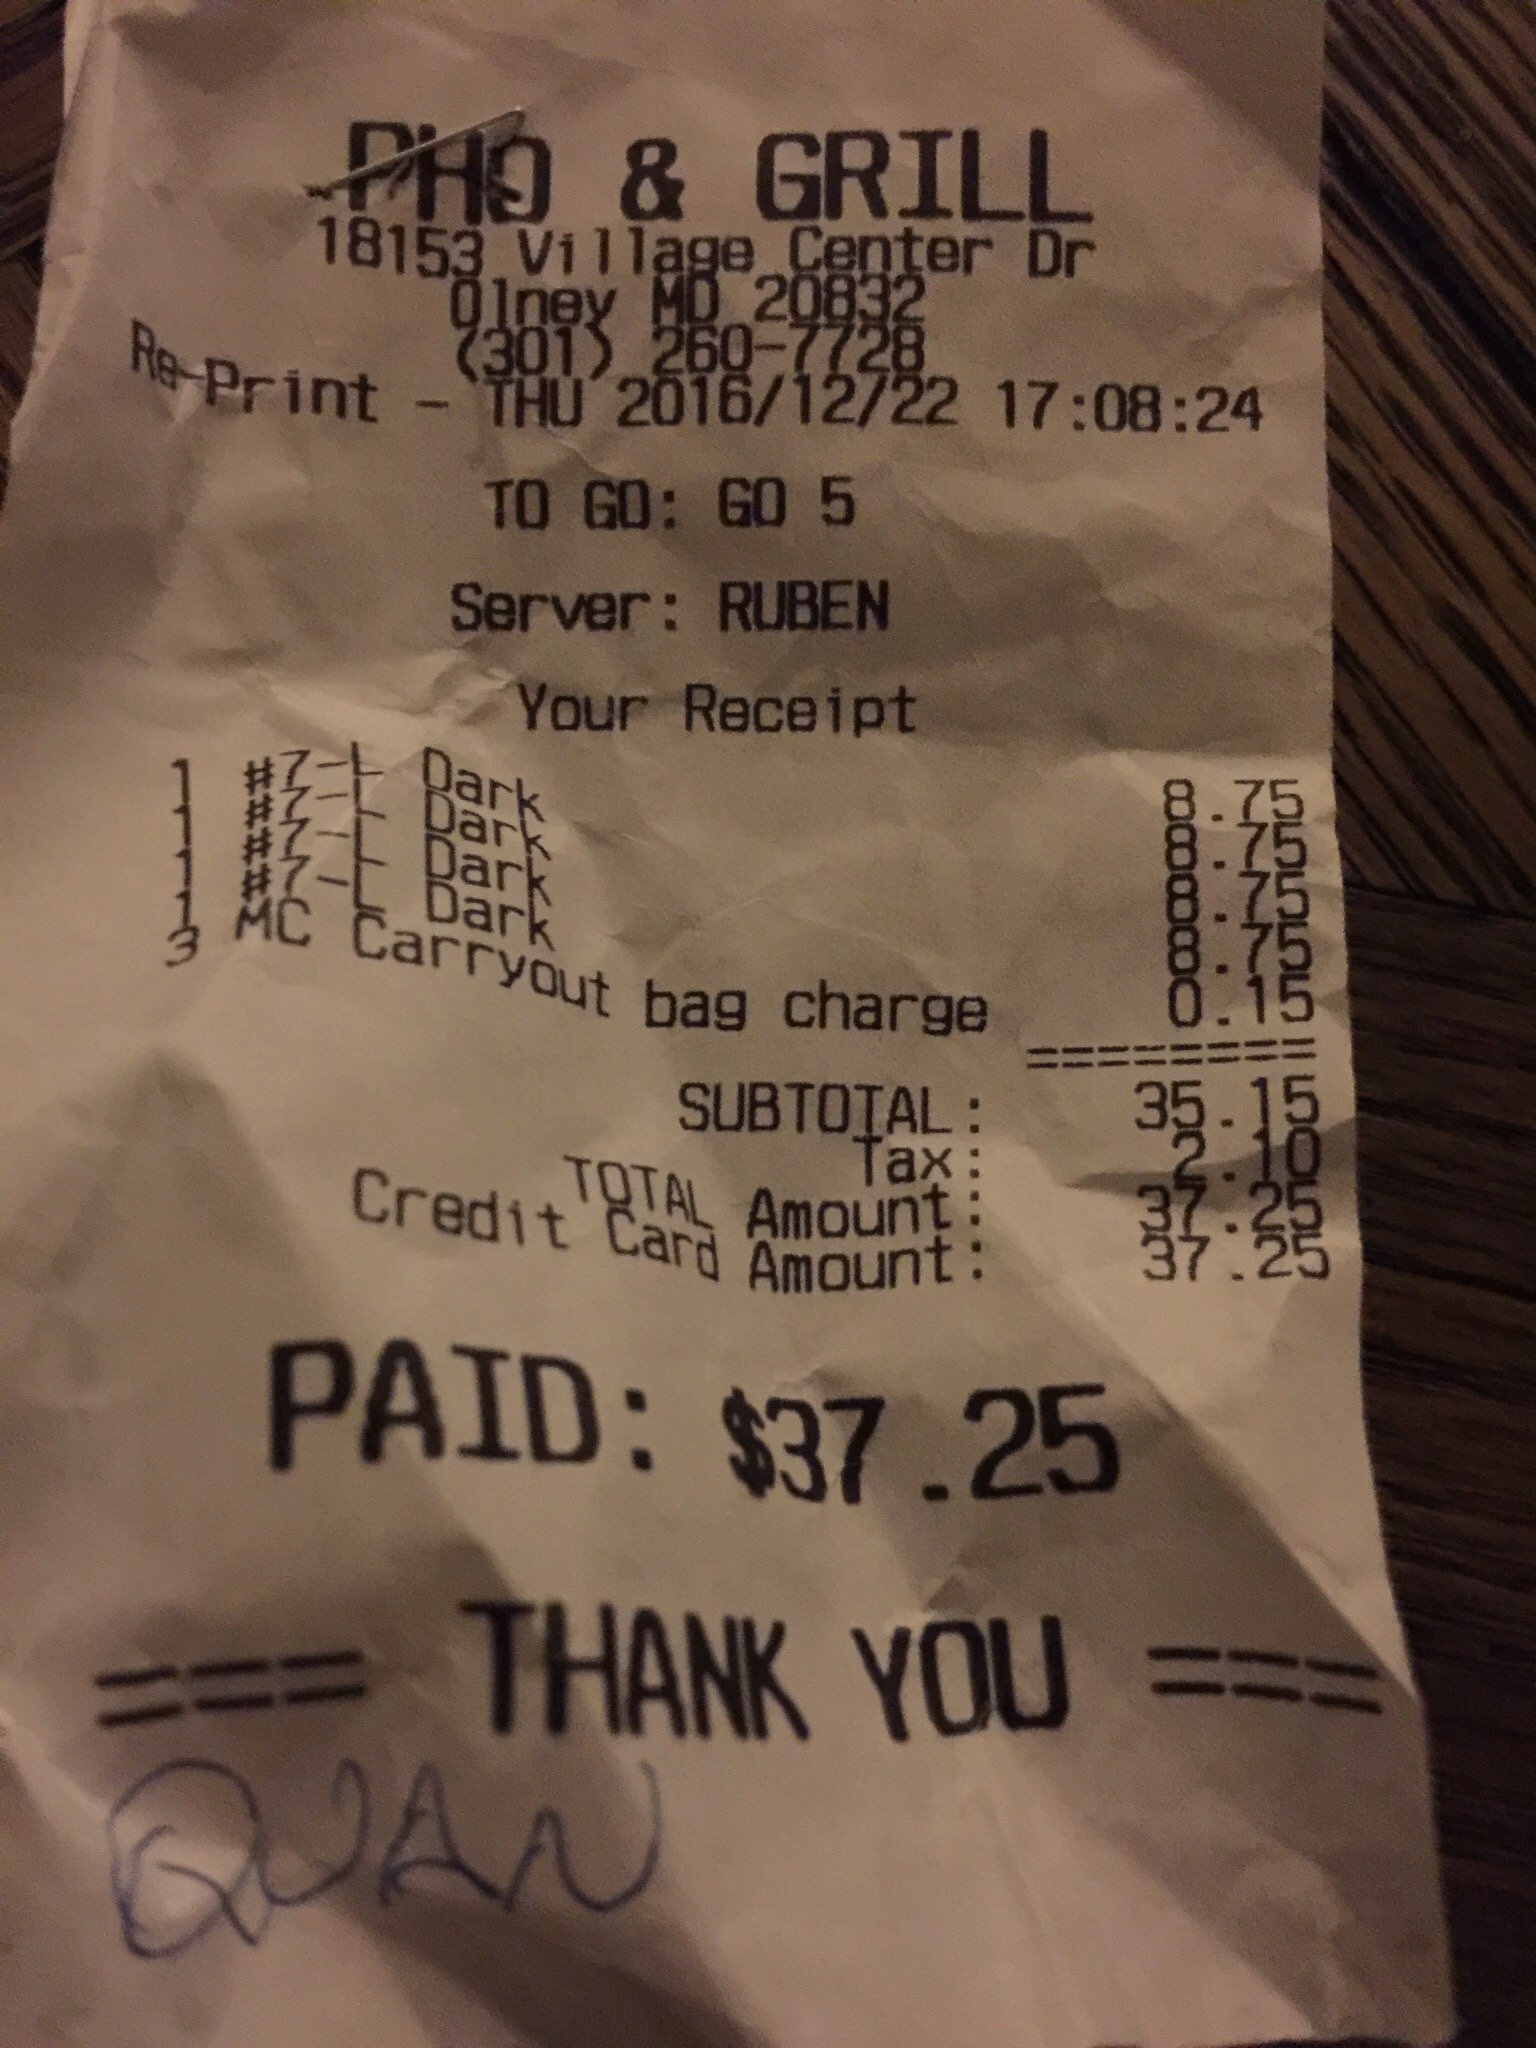 PHO & GRILL
18153 Village Center Dr
Olney MD 20832
(301) 260-7728
Re-Print - THU 2016/12/22 17:08:24
TO GO: GO 5
Server: RUBEN
Your Receipt
1 #7-L Dark 8.75
1 #7-L Dark 8.75
1 #7-L Dark 8.75
1 #7-L Dark 8.75
3 MC Carryout bag charge 0.15
========
SUBTOTAL: 35.15
Tax: 2.10
TOTAL Amount: 37.25
Credit Card Amount: 37.25
PAID: $37.25
=== THANK YOU ===
QUAN